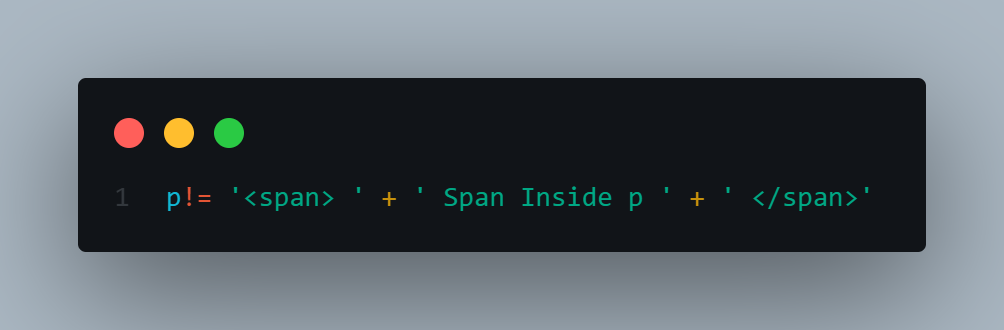 1 p!= '<span> ' + ' Span Inside p ' + ' </span>'